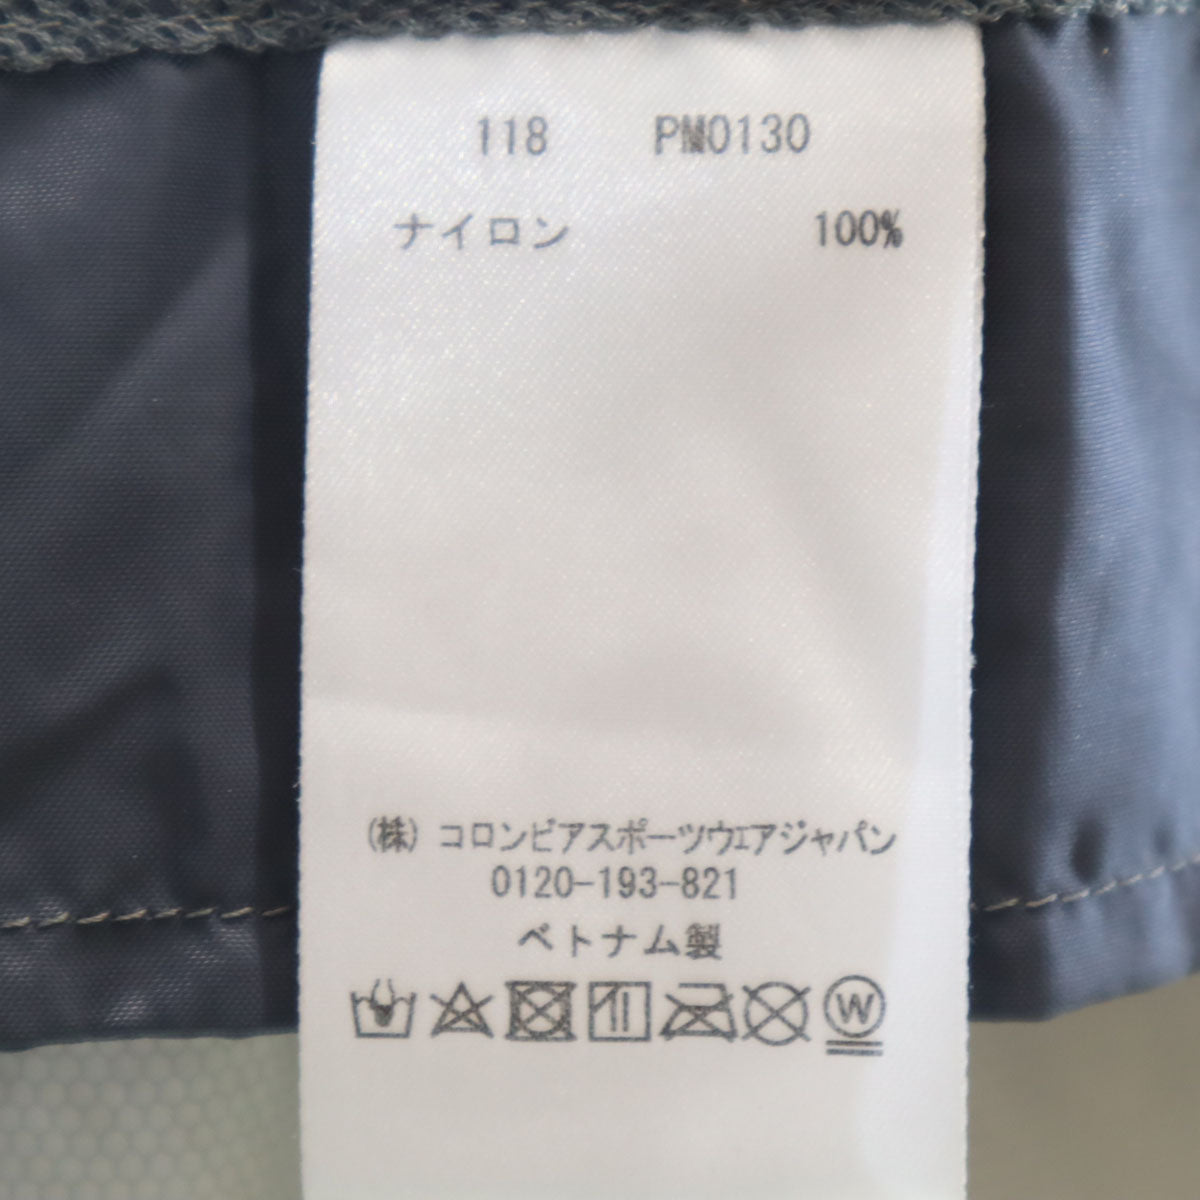 118 PM0130
ナイロン 100%
(株) コロンビアスポーツウェアジャパン
0120-193-821
ベトナム製
W